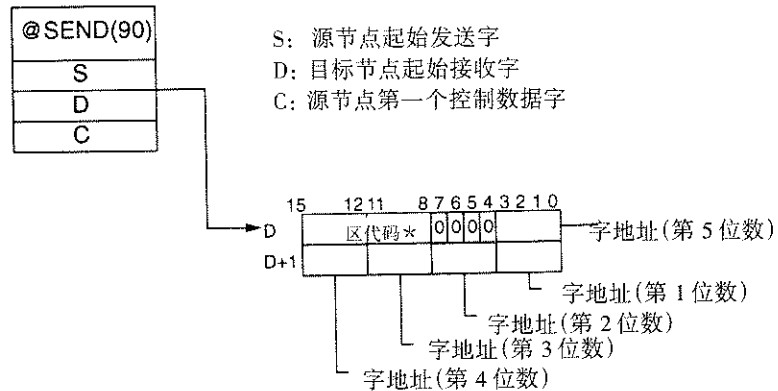 @SEND(90)
S
D
C
S: 源节点起始发送字
D: 目标节点起始接收字
C: 源节点第一个控制数据字
15 12 11 8 7 6 5 4 3 2 1 0
D 区代码* 0 0 0 0 字地址(第5位数)
D+1
字地址(第1位数)
字地址(第2位数)
字地址(第3位数)
字地址(第4位数)